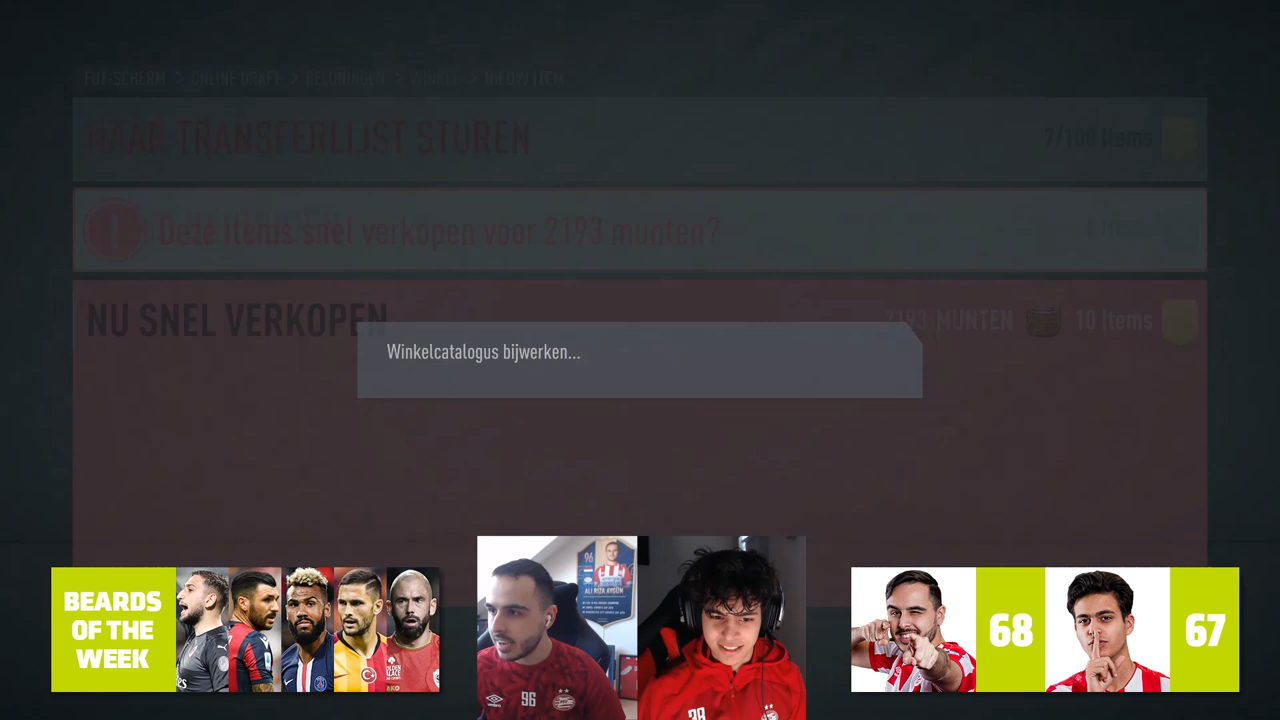 FUT-SCHERM > ONLINE DRAFT > BELONINGEN > WINKEL > NIEUW ITEM
NAAR TRANSFERLIJST STUREN
7/100 Items
Deze items snel verkopen voor 2193 munten?
NU SNEL VERKOPEN
2193 MUNTEN
10 Items
Winkelcatalogus bijwerken...
BEARDS
OF THE
WEEK
96
ALI RIZA AYGÜN
96
68
67